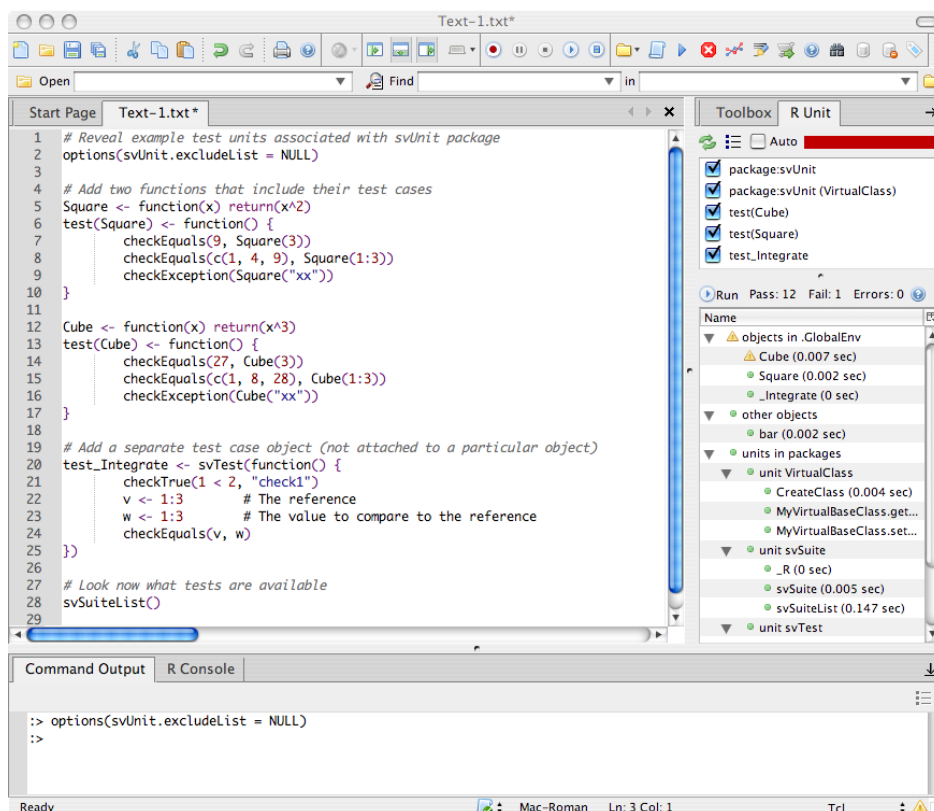 Text-1.txt*
Open
Find
in
Start Page
Text-1.txt*
1 # Reveal example test units associated with svUnit package
2 options(svUnit.excludeList = NULL)
3
4 # Add two functions that include their test cases
5 Square <- function(x) return(x^2)
6 test(Square) <- function() {
7 checkEquals(9, Square(3))
8 checkEquals(c(1, 4, 9), Square(1:3))
9 checkException(Square("xx"))
10 }
11
12 Cube <- function(x) return(x^3)
13 test(Cube) <- function() {
14 checkEquals(27, Cube(3))
15 checkEquals(c(1, 8, 28), Cube(1:3))
16 checkException(Cube("xx"))
17 }
18
19 # Add a separate test case object (not attached to a particular object)
20 test_Integrate <- svTest(function() {
21 checkTrue(1 < 2, "check1")
22 v <- 1:3 # The reference
23 w <- 1:3 # The value to compare to the reference
24 checkEquals(v, w)
25 })
26
27 # Look now what tests are available
28 svSuiteList()
29
Toolbox
R Unit
Auto
package:svUnit
package:svUnit (VirtualClass)
test(Cube)
test(Square)
test_Integrate
Run Pass: 12 Fail: 1 Errors: 0
Name
objects in .GlobalEnv
Cube (0.007 sec)
Square (0.002 sec)
_Integrate (0 sec)
other objects
bar (0.002 sec)
units in packages
unit VirtualClass
CreateClass (0.004 sec)
MyVirtualBaseClass.get...
MyVirtualBaseClass.set...
unit svSuite
_R (0 sec)
svSuite (0.005 sec)
svSuiteList (0.147 sec)
unit svTest
Command Output
R Console
:> options(svUnit.excludeList = NULL)
:>
Ready
Mac-Roman
Ln: 3 Col: 1
Tcl